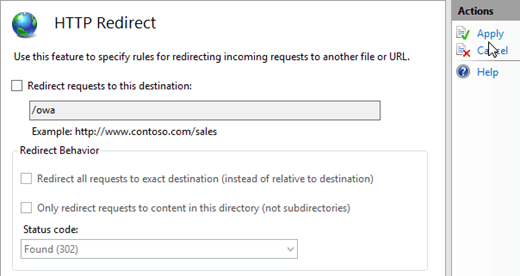 HTTP Redirect
Use this feature to specify rules for redirecting incoming requests to another file or URL.
Redirect requests to this destination:
/owa
Example: http://www.contoso.com/sales
Redirect Behavior
Redirect all requests to exact destination (instead of relative to destination)
Only redirect requests to content in this directory (not subdirectories)
Status code:
Found (302)
Actions
Apply
Cancel
Help